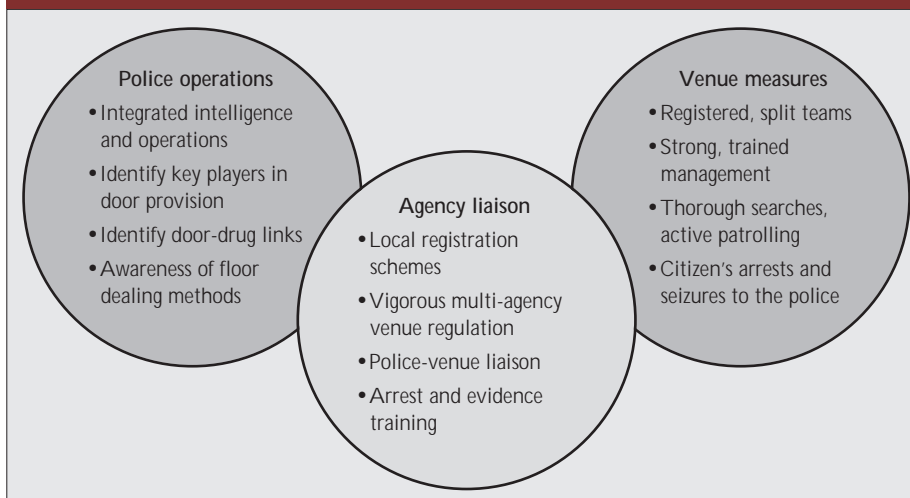 Police operations
• Integrated intelligence
and operations
• Identify key players in
door provision
• Identify door-drug links
• Awareness of floor
dealing methods
Agency liaison
• Local registration
schemes
• Vigorous multi-agency
venue regulation
• Police-venue liaison
• Arrest and evidence
training
Venue measures
• Registered, split teams
• Strong, trained
management
• Thorough searches,
active patrolling
• Citizen's arrests and
seizures to the police